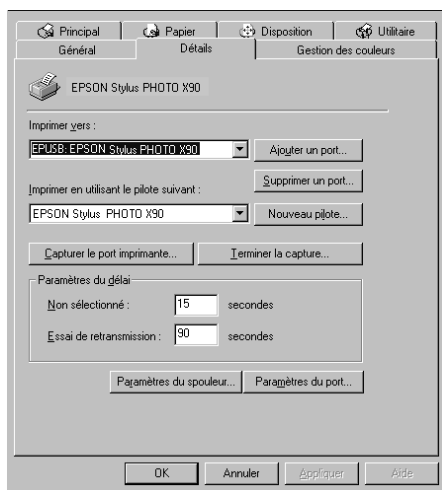 Principal Papier Disposition Utilitaire
Général Détails Gestion des couleurs
EPSON Stylus PHOTO X90
Imprimer vers :
EPUSB: EPSON Stylus PHOTO X90 Ajouter un port...
Supprimer un port...
Imprimer en utilisant le pilote suivant :
EPSON Stylus PHOTO X90 Nouveau pilote...
Capturer le port imprimante... Terminer la capture...
Paramètres du délai
Non sélectionné : 15 secondes
Essai de retransmission : 90 secondes
Paramètres du spouleur... Paramètres du port...
OK Annuler Appliquer Aide